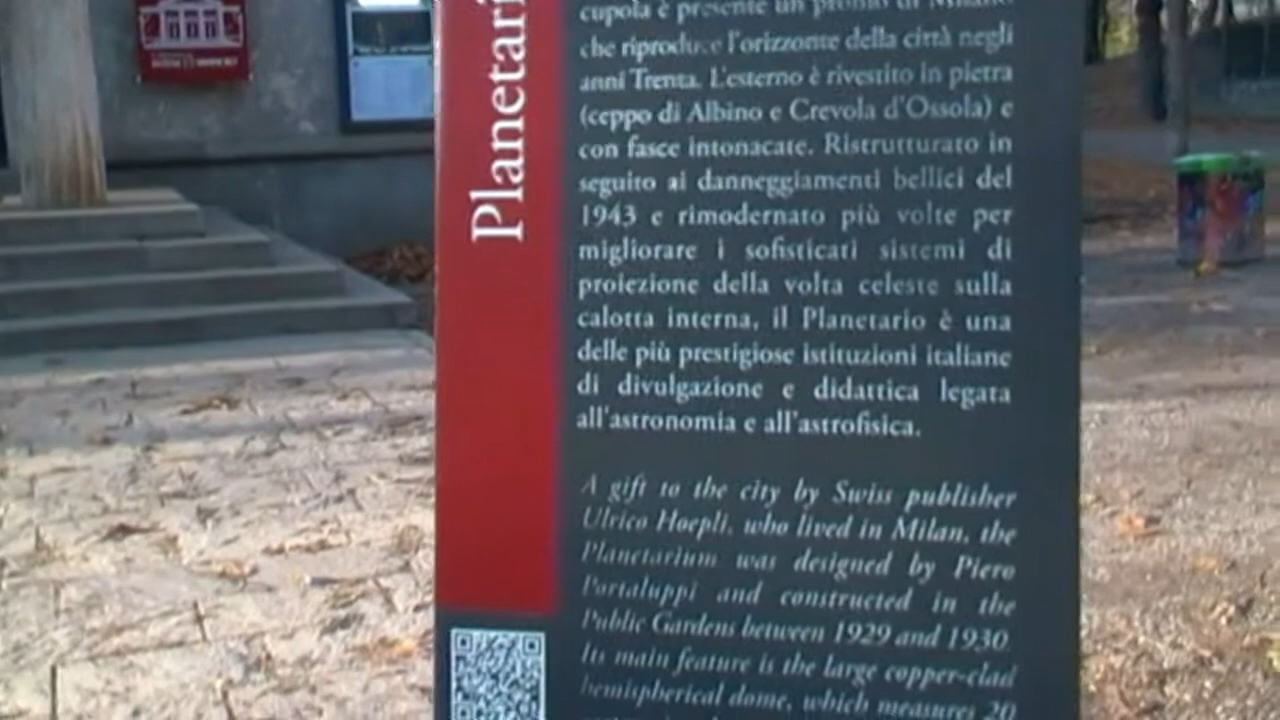 Planetari
cupola è presente un profilo di Milano
che riproduce l'orizzonte della città negli
anni Trenta. L'esterno è rivestito in pietra
(ceppo di Albino e Crevola d'Ossola) e
con fasce intonacate. Ristrutturato in
seguito ai danneggiamenti bellici del
1943 e rimodernato più volte per
migliorare i sofisticati sistemi di
proiezione della volta celeste sulla
calotta interna, il Planetario è una
delle più prestigiose istituzioni italiane
di divulgazione e didattica legata
all'astronomia e all'astrofisica.
A gift to the city by Swiss publisher
Ulrico Hoepli, who lived in Milan, the
Planetarium was designed by Piero
Portaluppi and constructed in the
Public Gardens between 1929 and 1930.
Its main feature is the large copper-clad
hemispherical dome, which measures 20